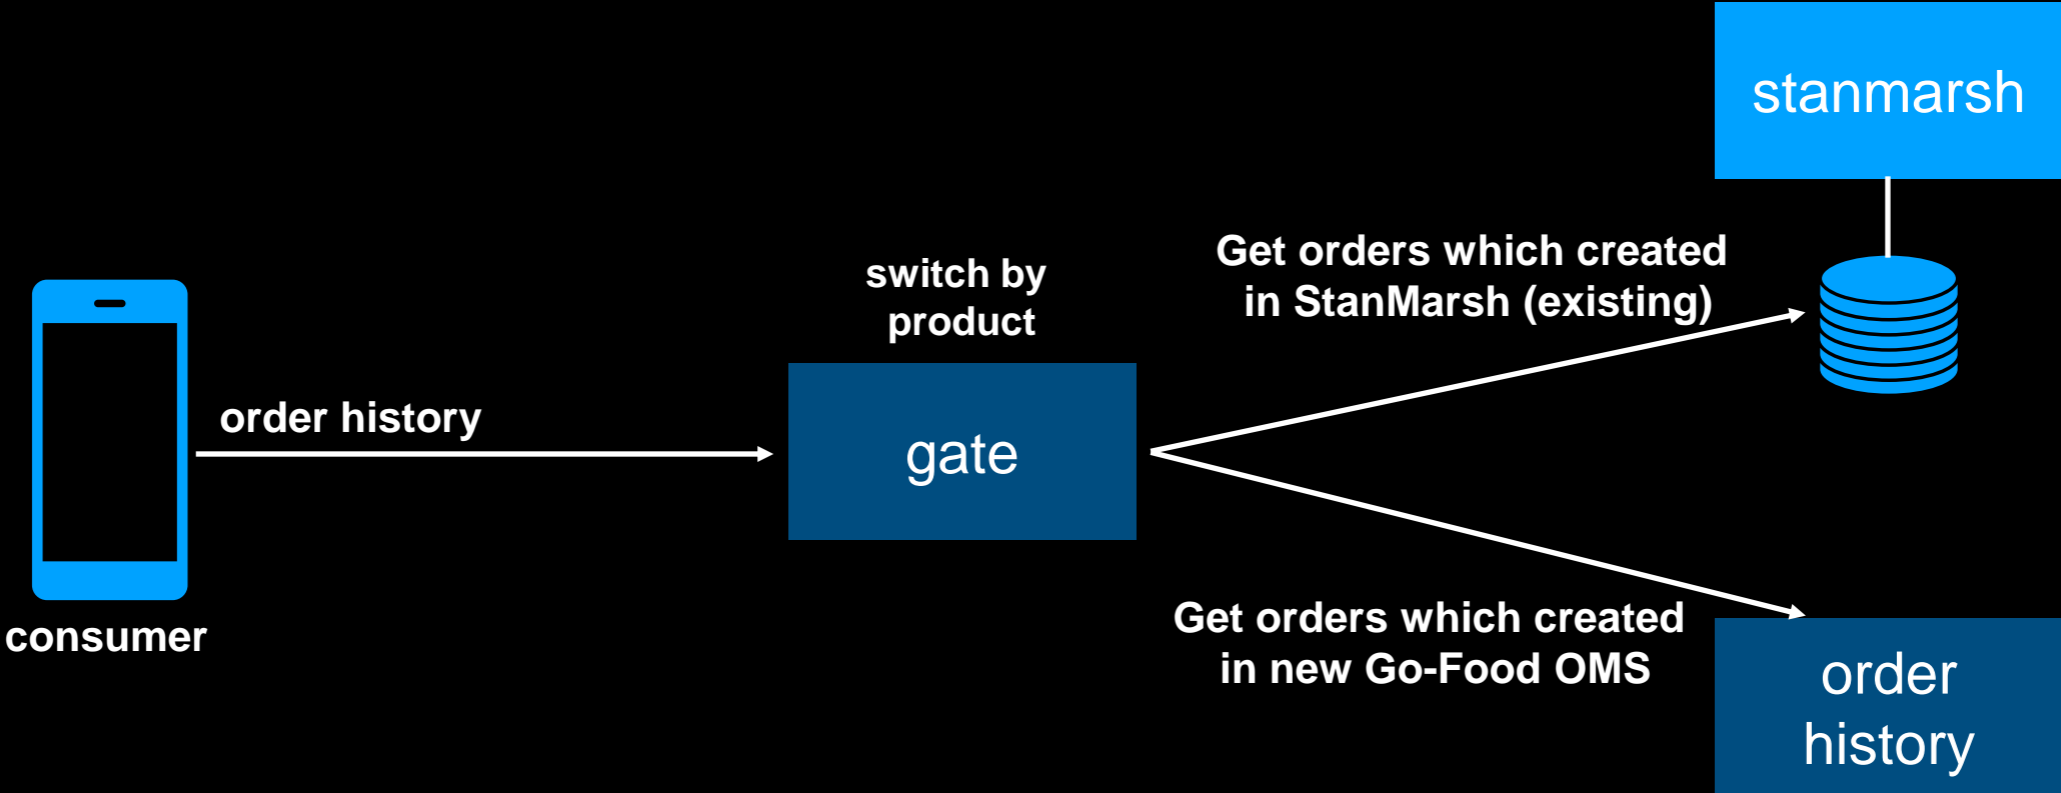 stanmarsh
Get orders which created
in StanMarsh (existing)
switch by
product
order history
gate
consumer
Get orders which created
in new Go-Food OMS
order
history